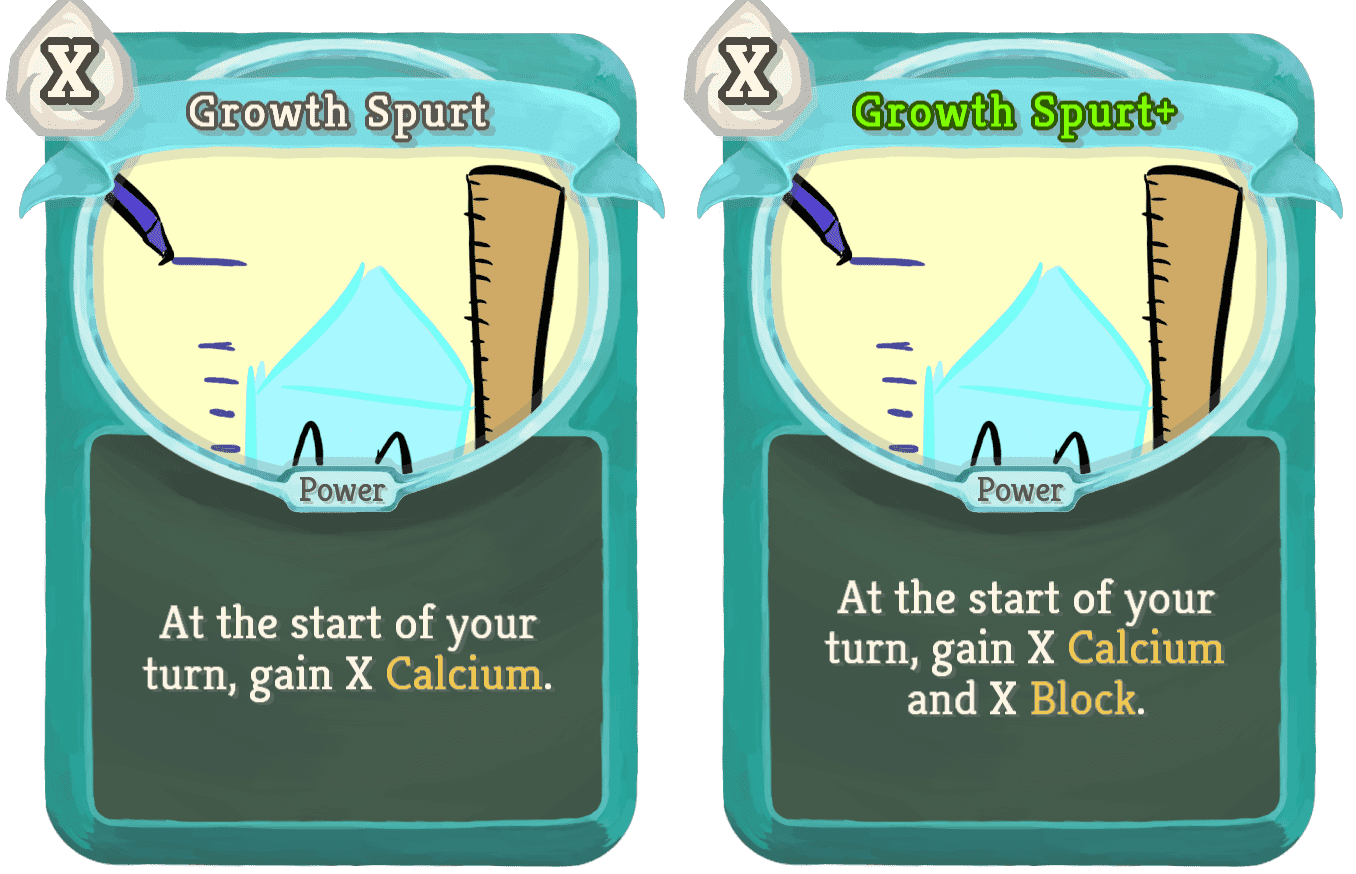 X
Growth Spurt
Power
At the start of your
turn, gain X Calcium.
X
Growth Spurt+
Power
At the start of your
turn, gain X Calcium
and X Block.